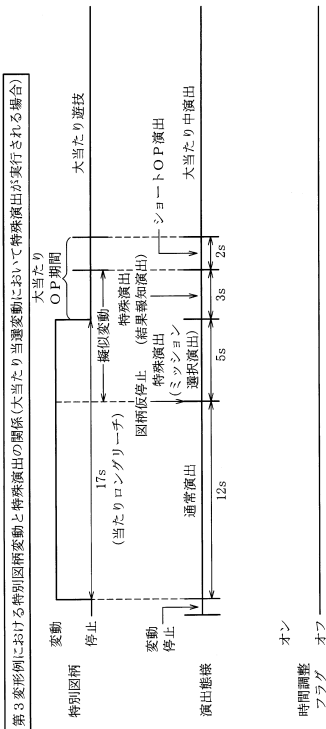 第3変形例における特別図柄変動と特殊演出の関係(大当たり当選変動において特殊演出が実行される場合)
大当たり
OP期間
変動
特別図柄
停止
大当たり遊技
17s
(当たりロングリーチ)
擬似変動
図柄仮停止
特殊演出
(ミッション
選択演出)
特殊演出
(結果報知演出)
ショートOP演出
変動
停止
演出態様
通常演出
大当たり中演出
12s
5s
3s
2s
オン
時間調整
フラグ
オフ